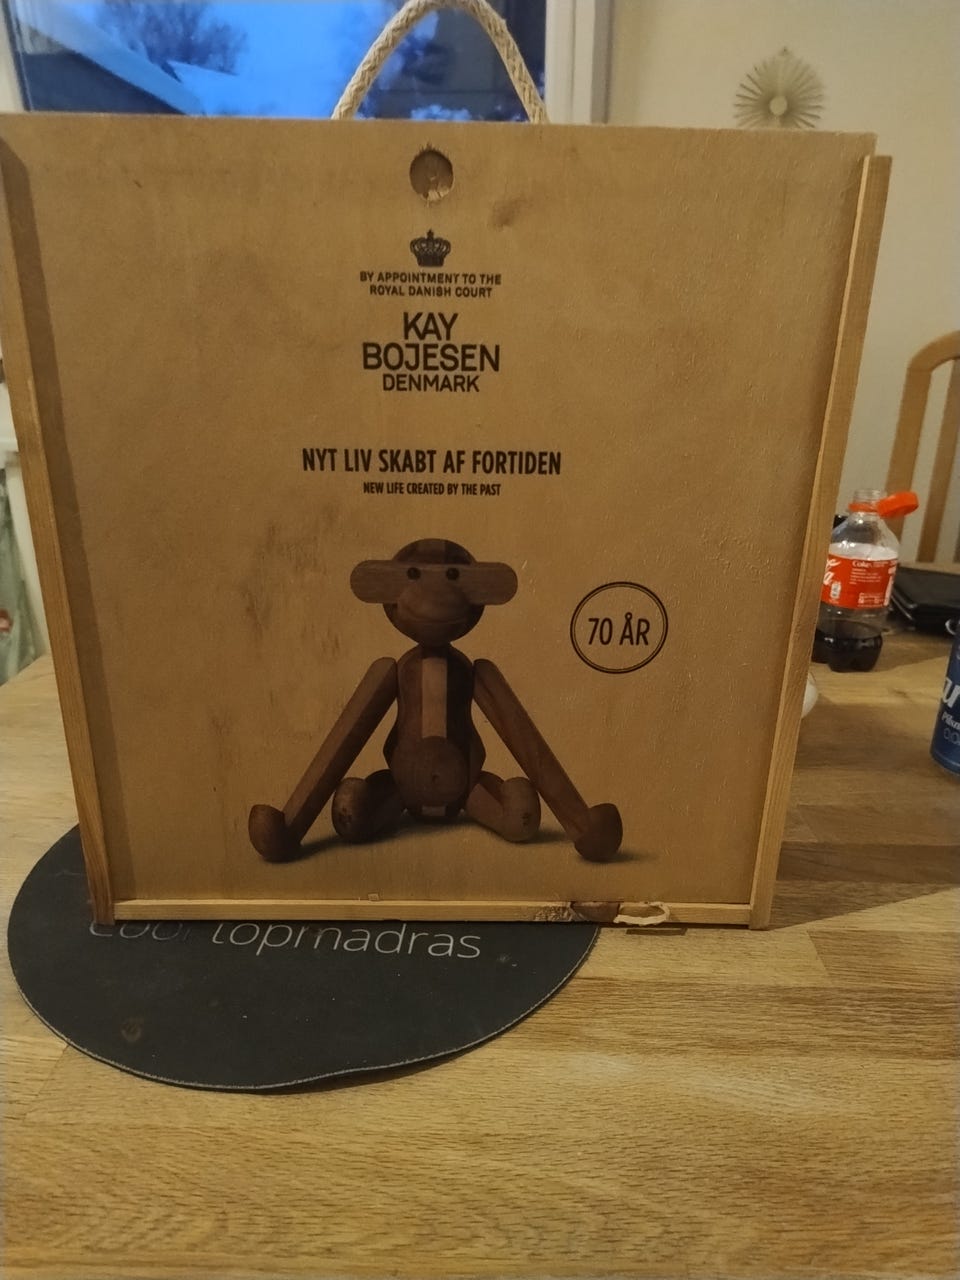 BY APPOINTMENT TO THE
ROYAL DANISH COURT
KAY
BOJESEN
DENMARK
NYT LIV SKABT AF FORTIDEN
NEW LIFE CREATED BY THE PAST
70 ÅR
topmadras
Coke